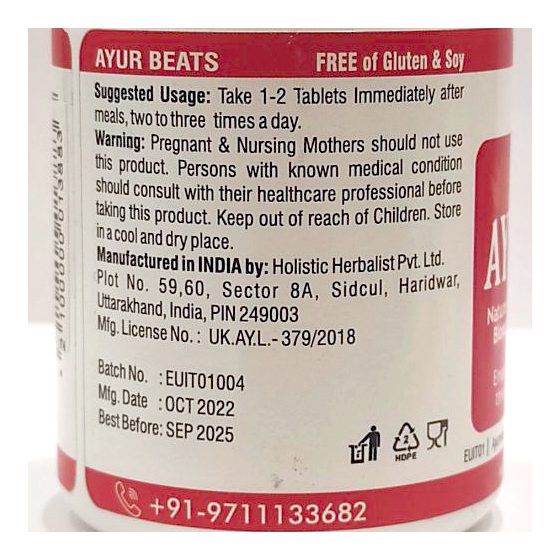 AYUR BEATS FREE of Gluten & Soy
Suggested Usage: Take 1-2 Tablets Immediately after
meals, two to three times a day.
Warning: Pregnant & Nursing Mothers should not use
this product. Persons with known medical condition
should consult with their healthcare professional before
taking this product. Keep out of reach of Children. Store
in a cool and dry place.
Manufactured in INDIA by: Holistic Herbalist Pvt. Ltd.
Plot No. 59,60, Sector 8A, Sidcul, Haridwar,
Uttarakhand, India, PIN 249003
Mfg. License No.: UK.AY.L.- 379/2018
Batch No. : EUIT01004
Mfg. Date : OCT 2022
Best Before: SEP 2025
2
HDPE
EUIT01
+91-9711133682